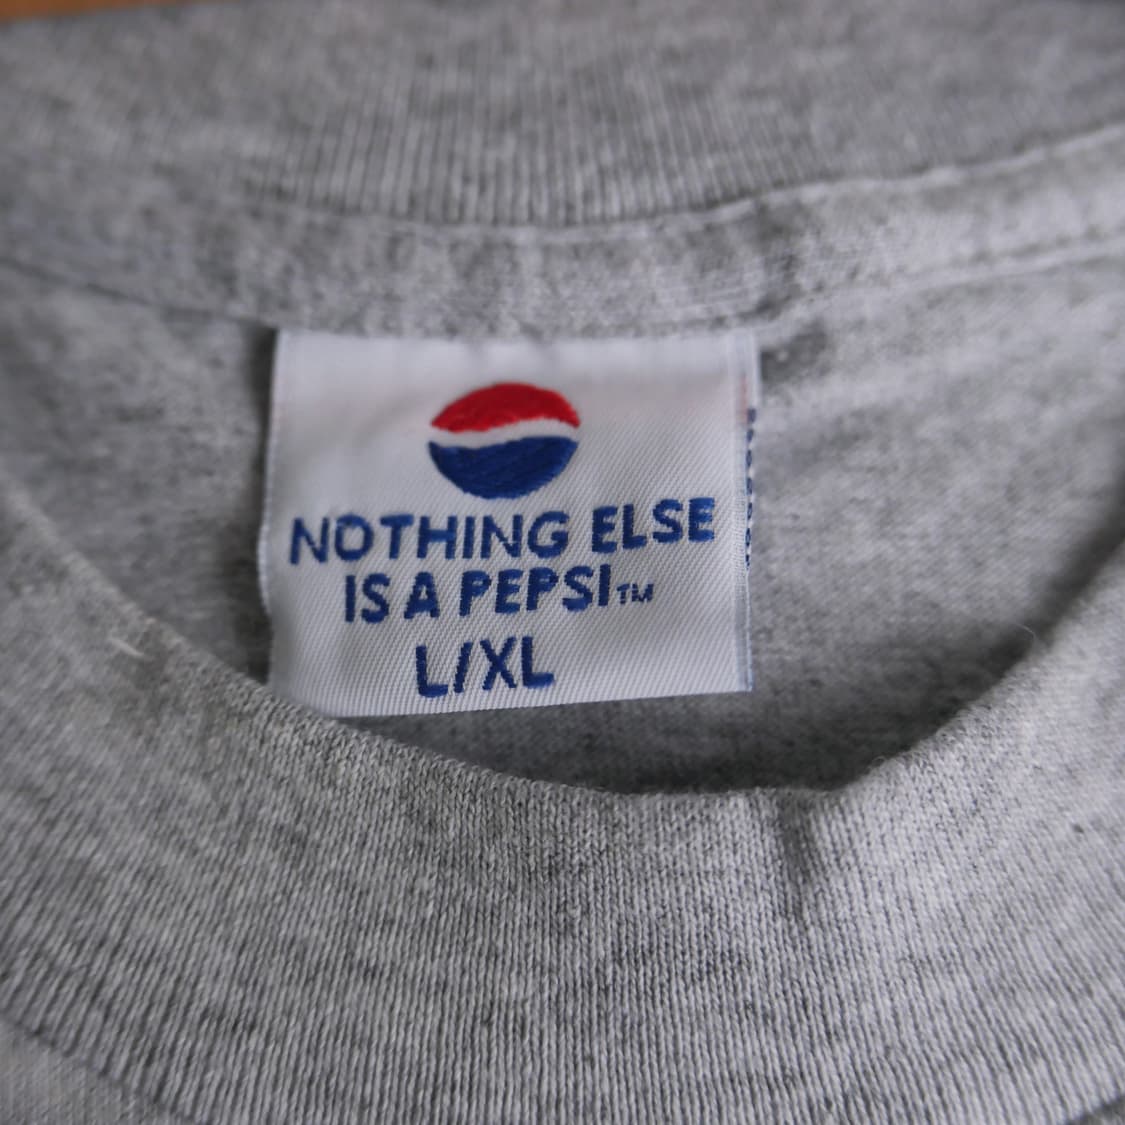 NOTHING ELSE
IS A PEPSI™
L/XL